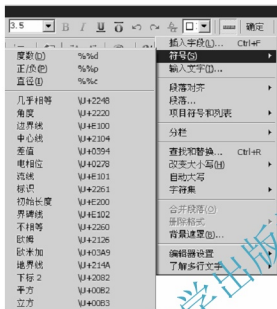 3.5 B I U O 确定
插入字段(L)... Ctrl+F
符号(S)
输入文字(I)...
段落对齐
段落...
项目符号和列表
分栏
查找和替换... Ctrl+R
改变大小写(H)
自动大写
字符集
合并段落(O)
删除格式
背景遮罩(B)...
编辑器设置
了解多行文字
度数(D) %%d
正/负(P) %%p
直径(I) %%c
几乎相等 \U+2248
角度 \U+2220
边界线 \U+E100
中心线 \U+2104
差值 \U+0394
电相位 \U+0278
流线 \U+E101
标识 \U+2261
初始长度 \U+E200
界碑线 \U+E102
不相等 \U+2260
欧姆 \U+2126
欧米加 \U+03A9
地界线 \U+214A
下标 2 \U+2082
平方 \U+00B2
立方 \U+00B3
学出版